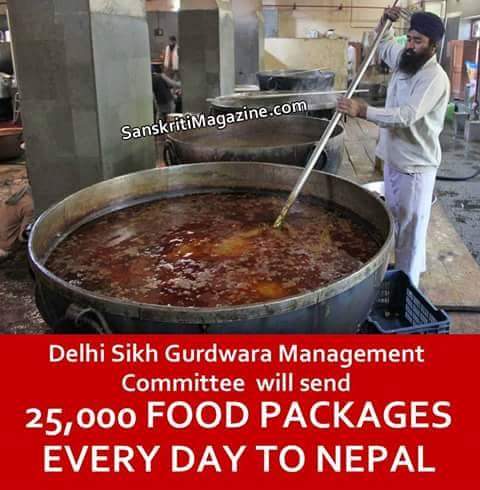 SanskritiMagazine.com
Delhi Sikh Gurdwara Management
Committee will send
25,000 FOOD PACKAGES
EVERY DAY TO NEPAL